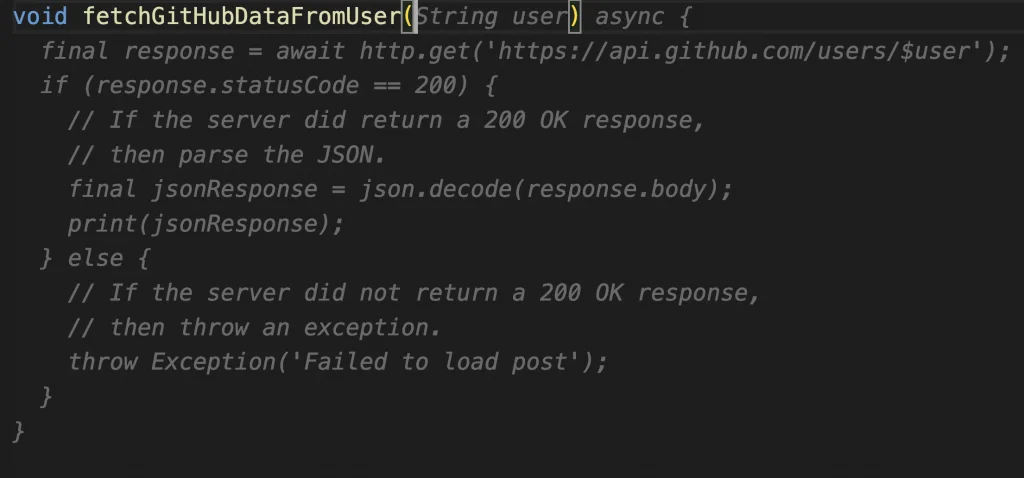 void fetchGitHubDataFromUser(String user) async {
  final response = await http.get('https://api.github.com/users/$user');
  if (response.statusCode == 200) {
    // If the server did return a 200 OK response,
    // then parse the JSON.
    final jsonResponse = json.decode(response.body);
    print(jsonResponse);
  } else {
    // If the server did not return a 200 OK response,
    // then throw an exception.
    throw Exception('Failed to load post');
  }
}